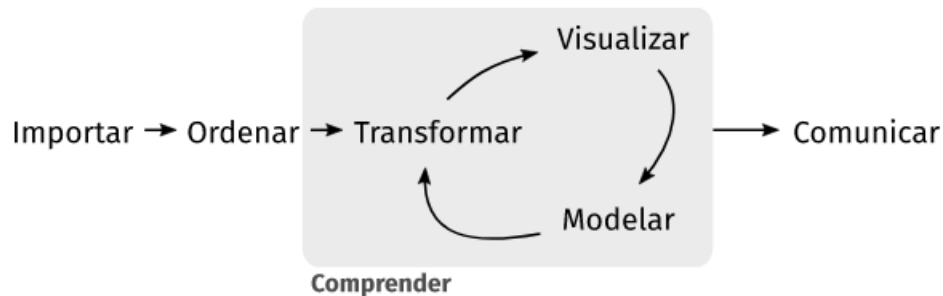 Visualizar
Importar → Ordenar → Transformar → Comunicar
Modelar
Comprender